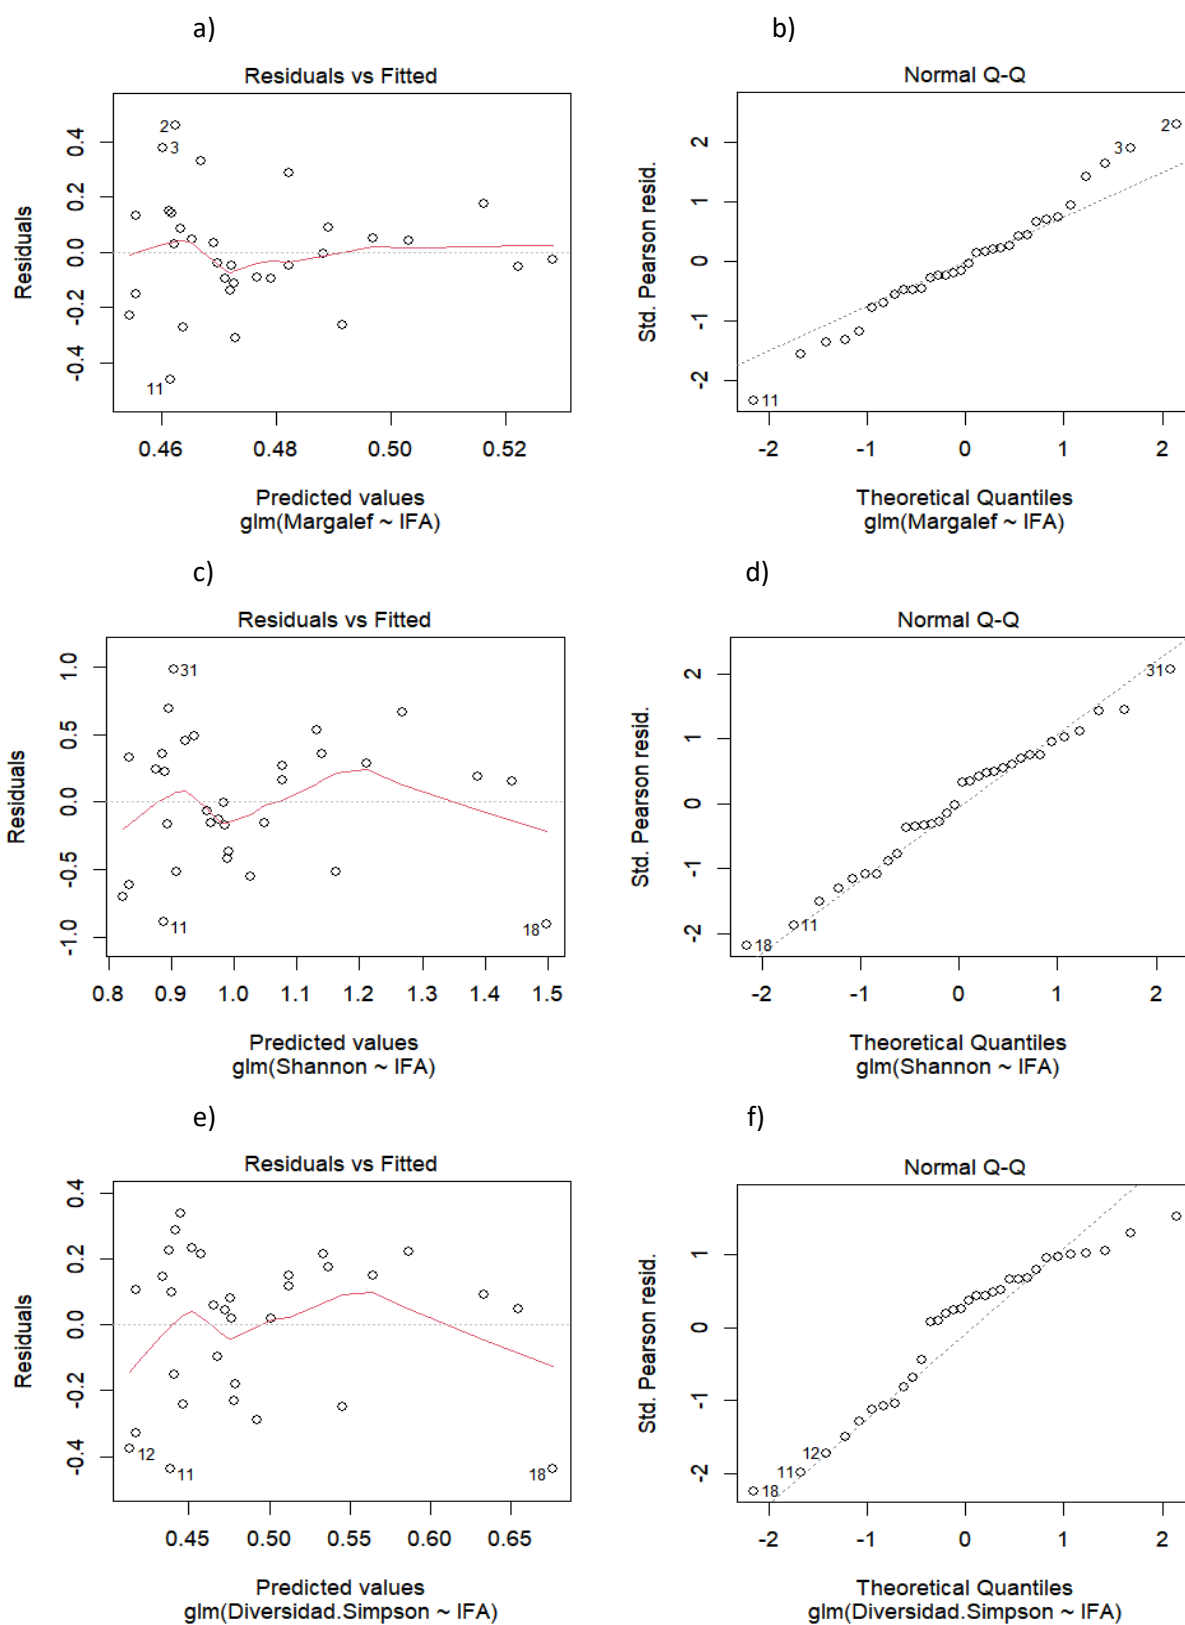 a)
Residuals vs Fitted
Residuals
0.4
0.2
0.0
-0.2
-0.4
2
3
11
0.46 0.48 0.50 0.52
Predicted values
glm(Margalef ~ IFA)
b)
Normal Q-Q
Std. Pearson resid.
2
1
0
-1
-2
2
3
11
-2 -1 0 1 2
Theoretical Quantiles
glm(Margalef ~ IFA)
c)
Residuals vs Fitted
Residuals
1.0
0.5
0.0
-0.5
-1.0
31
11
18
0.8 0.9 1.0 1.1 1.2 1.3 1.4 1.5
Predicted values
glm(Shannon ~ IFA)
d)
Normal Q-Q
Std. Pearson resid.
2
1
0
-1
-2
31
11
18
-2 -1 0 1 2
Theoretical Quantiles
glm(Shannon ~ IFA)
e)
Residuals vs Fitted
Residuals
0.4
0.2
0.0
-0.2
-0.4
12
11
18
0.45 0.50 0.55 0.60 0.65
Predicted values
glm(Diversidad.Simpson ~ IFA)
f)
Normal Q-Q
Std. Pearson resid.
1
0
-1
-2
12
11
18
-2 -1 0 1 2
Theoretical Quantiles
glm(Diversidad.Simpson ~ IFA)